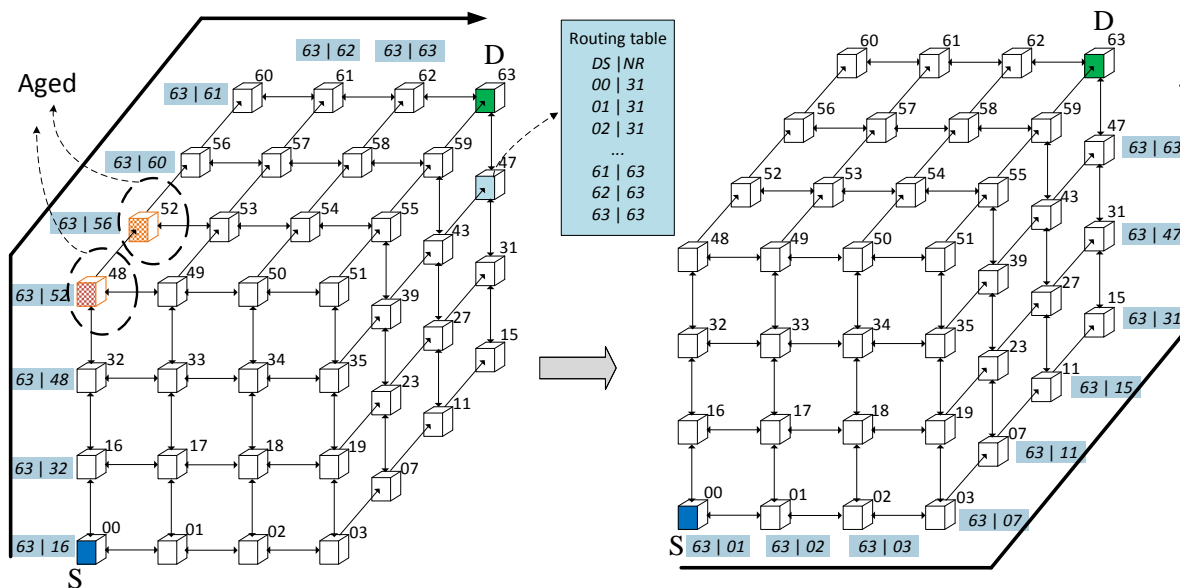 63 | 62 63 | 63
D
60 61 62 63
Aged
63 | 61
56 57 58 59
47
63 | 60
52 53 54 55
43
31
63 | 56
48 49 50 51
39
27
15
63 | 52
32 33 34 35
23
11
63 | 48
16 17 18 19
07
63 | 32
00 01 02 03
63 | 16
S
Routing table
DS |NR
00 | 31
01 | 31
02 | 31
...
61 | 63
62 | 63
63 | 63
D
60 61 62 63
56 57 58 59
47
63 | 63
52 53 54 55
43
31
63 | 47
48 49 50 51
39
27
15
63 | 31
32 33 34 35
23
11
63 | 15
16 17 18 19
07
63 | 11
00 01 02 03
63 | 07
S
63 | 01 63 | 02 63 | 03